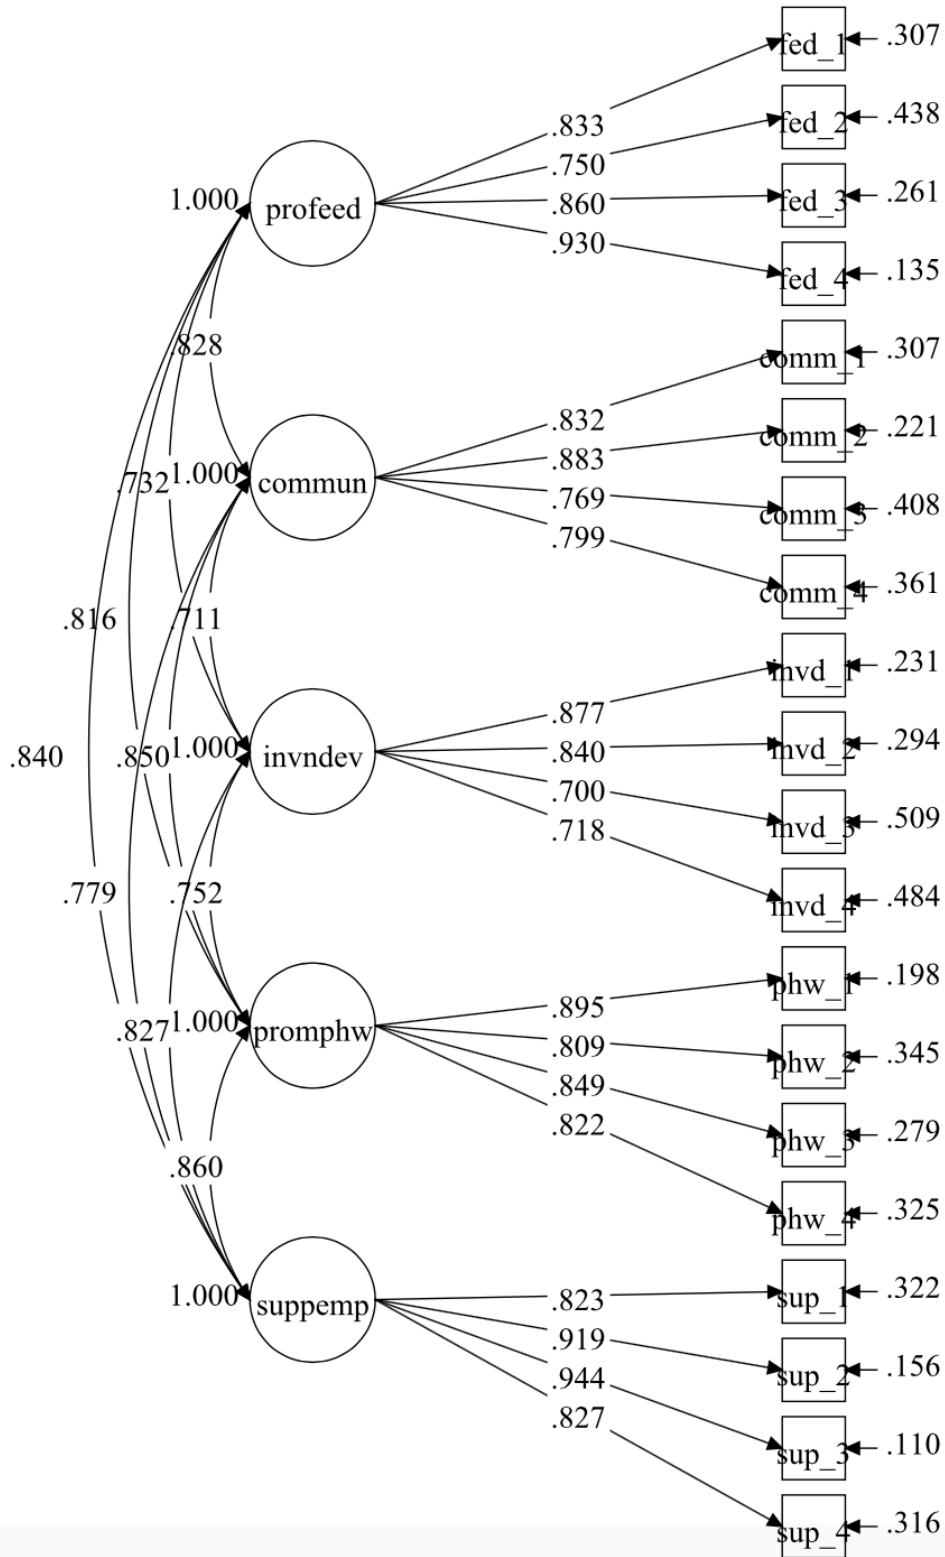 fed_1 .307
.833
fed_2 .438
.750
1.000 profeed .860 fed_3 .261
.930
fed_4 .135
.828 comm_1 .307
.832
comm_2 .221
.883
.732 1.000 commun .769 comm_3 .408
.799
comm_4 .361
.816 .711
invd_1 .231
.877
.840 .850 1.000 invndev .840 invd_2 .294
.700
invd_3 .509
.718
.779 .752 invd_4 .484
phw_1 .198
.895
.827 1.000 promphw .809 phw_2 .345
.849
phw_3 .279
.822
.860
phw_4 .325
1.000 suppemp .823 sup_1 .322
.919
sup_2 .156
.944
.827
sup_3 .110
sup_4 .316